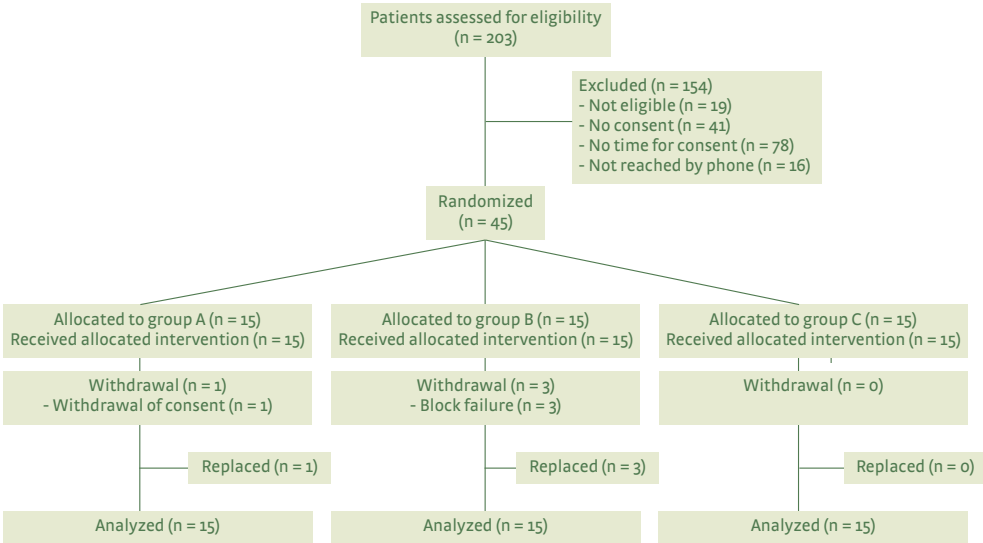 Patients assessed for eligibility
(n = 203)
Excluded (n = 154)
- Not eligible (n = 19)
- No consent (n = 41)
- No time for consent (n = 78)
- Not reached by phone (n = 16)
Randomized
(n = 45)
Allocated to group A (n = 15)
Received allocated intervention (n = 15)
Allocated to group B (n = 15)
Received allocated intervention (n = 15)
Allocated to group C (n = 15)
Received allocated intervention (n = 15)
Withdrawal (n = 1)
- Withdrawal of consent (n = 1)
Withdrawal (n = 3)
- Block failure (n = 3)
Withdrawal (n = 0)
Replaced (n = 1)
Replaced (n = 3)
Replaced (n = 0)
Analyzed (n = 15)
Analyzed (n = 15)
Analyzed (n = 15)